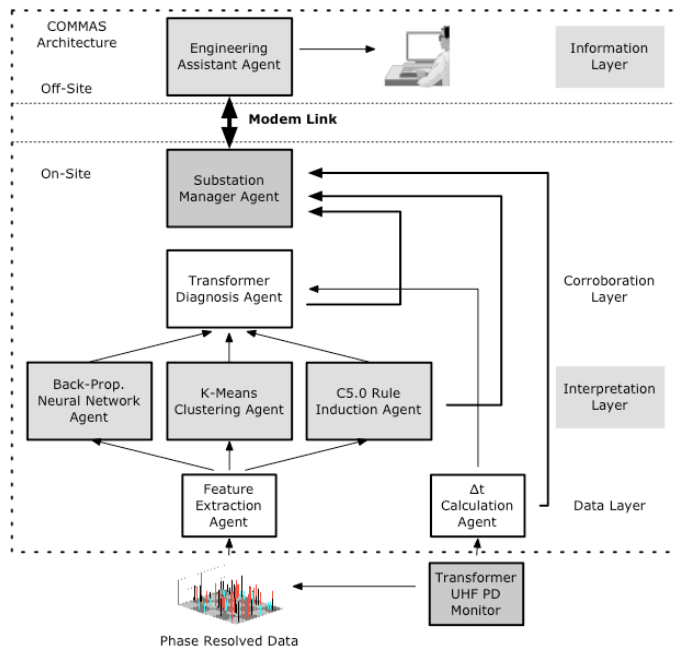 COMMAS
Architecture
Engineering
Assistant Agent
Information
Layer
Off-Site
Modem Link
On-Site
Substation
Manager Agent
Transformer
Diagnosis Agent
Corroboration
Layer
Back-Prop.
Neural Network
Agent
K-Means
Clustering Agent
C5.0 Rule
Induction Agent
Interpretation
Layer
Feature
Extraction
Agent
Δt
Calculation
Agent
Data Layer
Transformer
UHF PD
Monitor
Phase Resolved Data